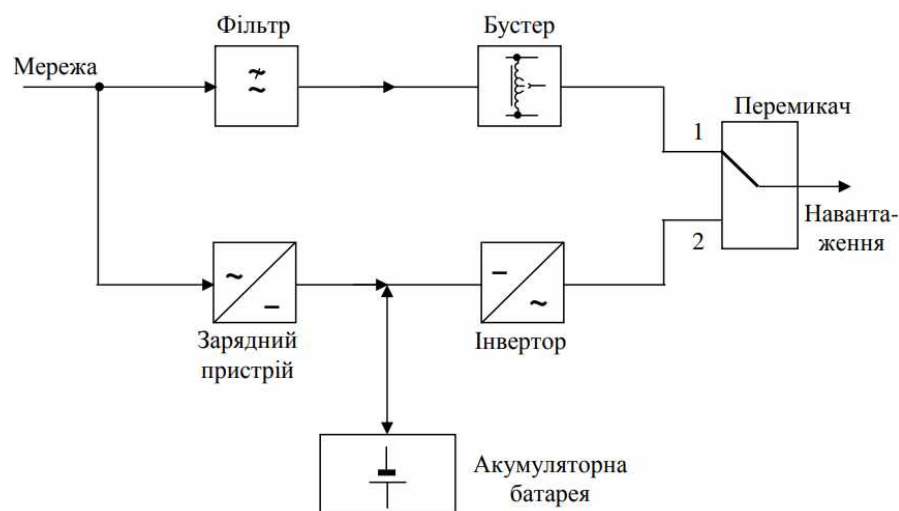 Фільтр
Бустер
Мережа
Перемикач
1
2
Наванта-
ження
Зарядний
пристрій
Інвертор
Акумуляторна
батарея